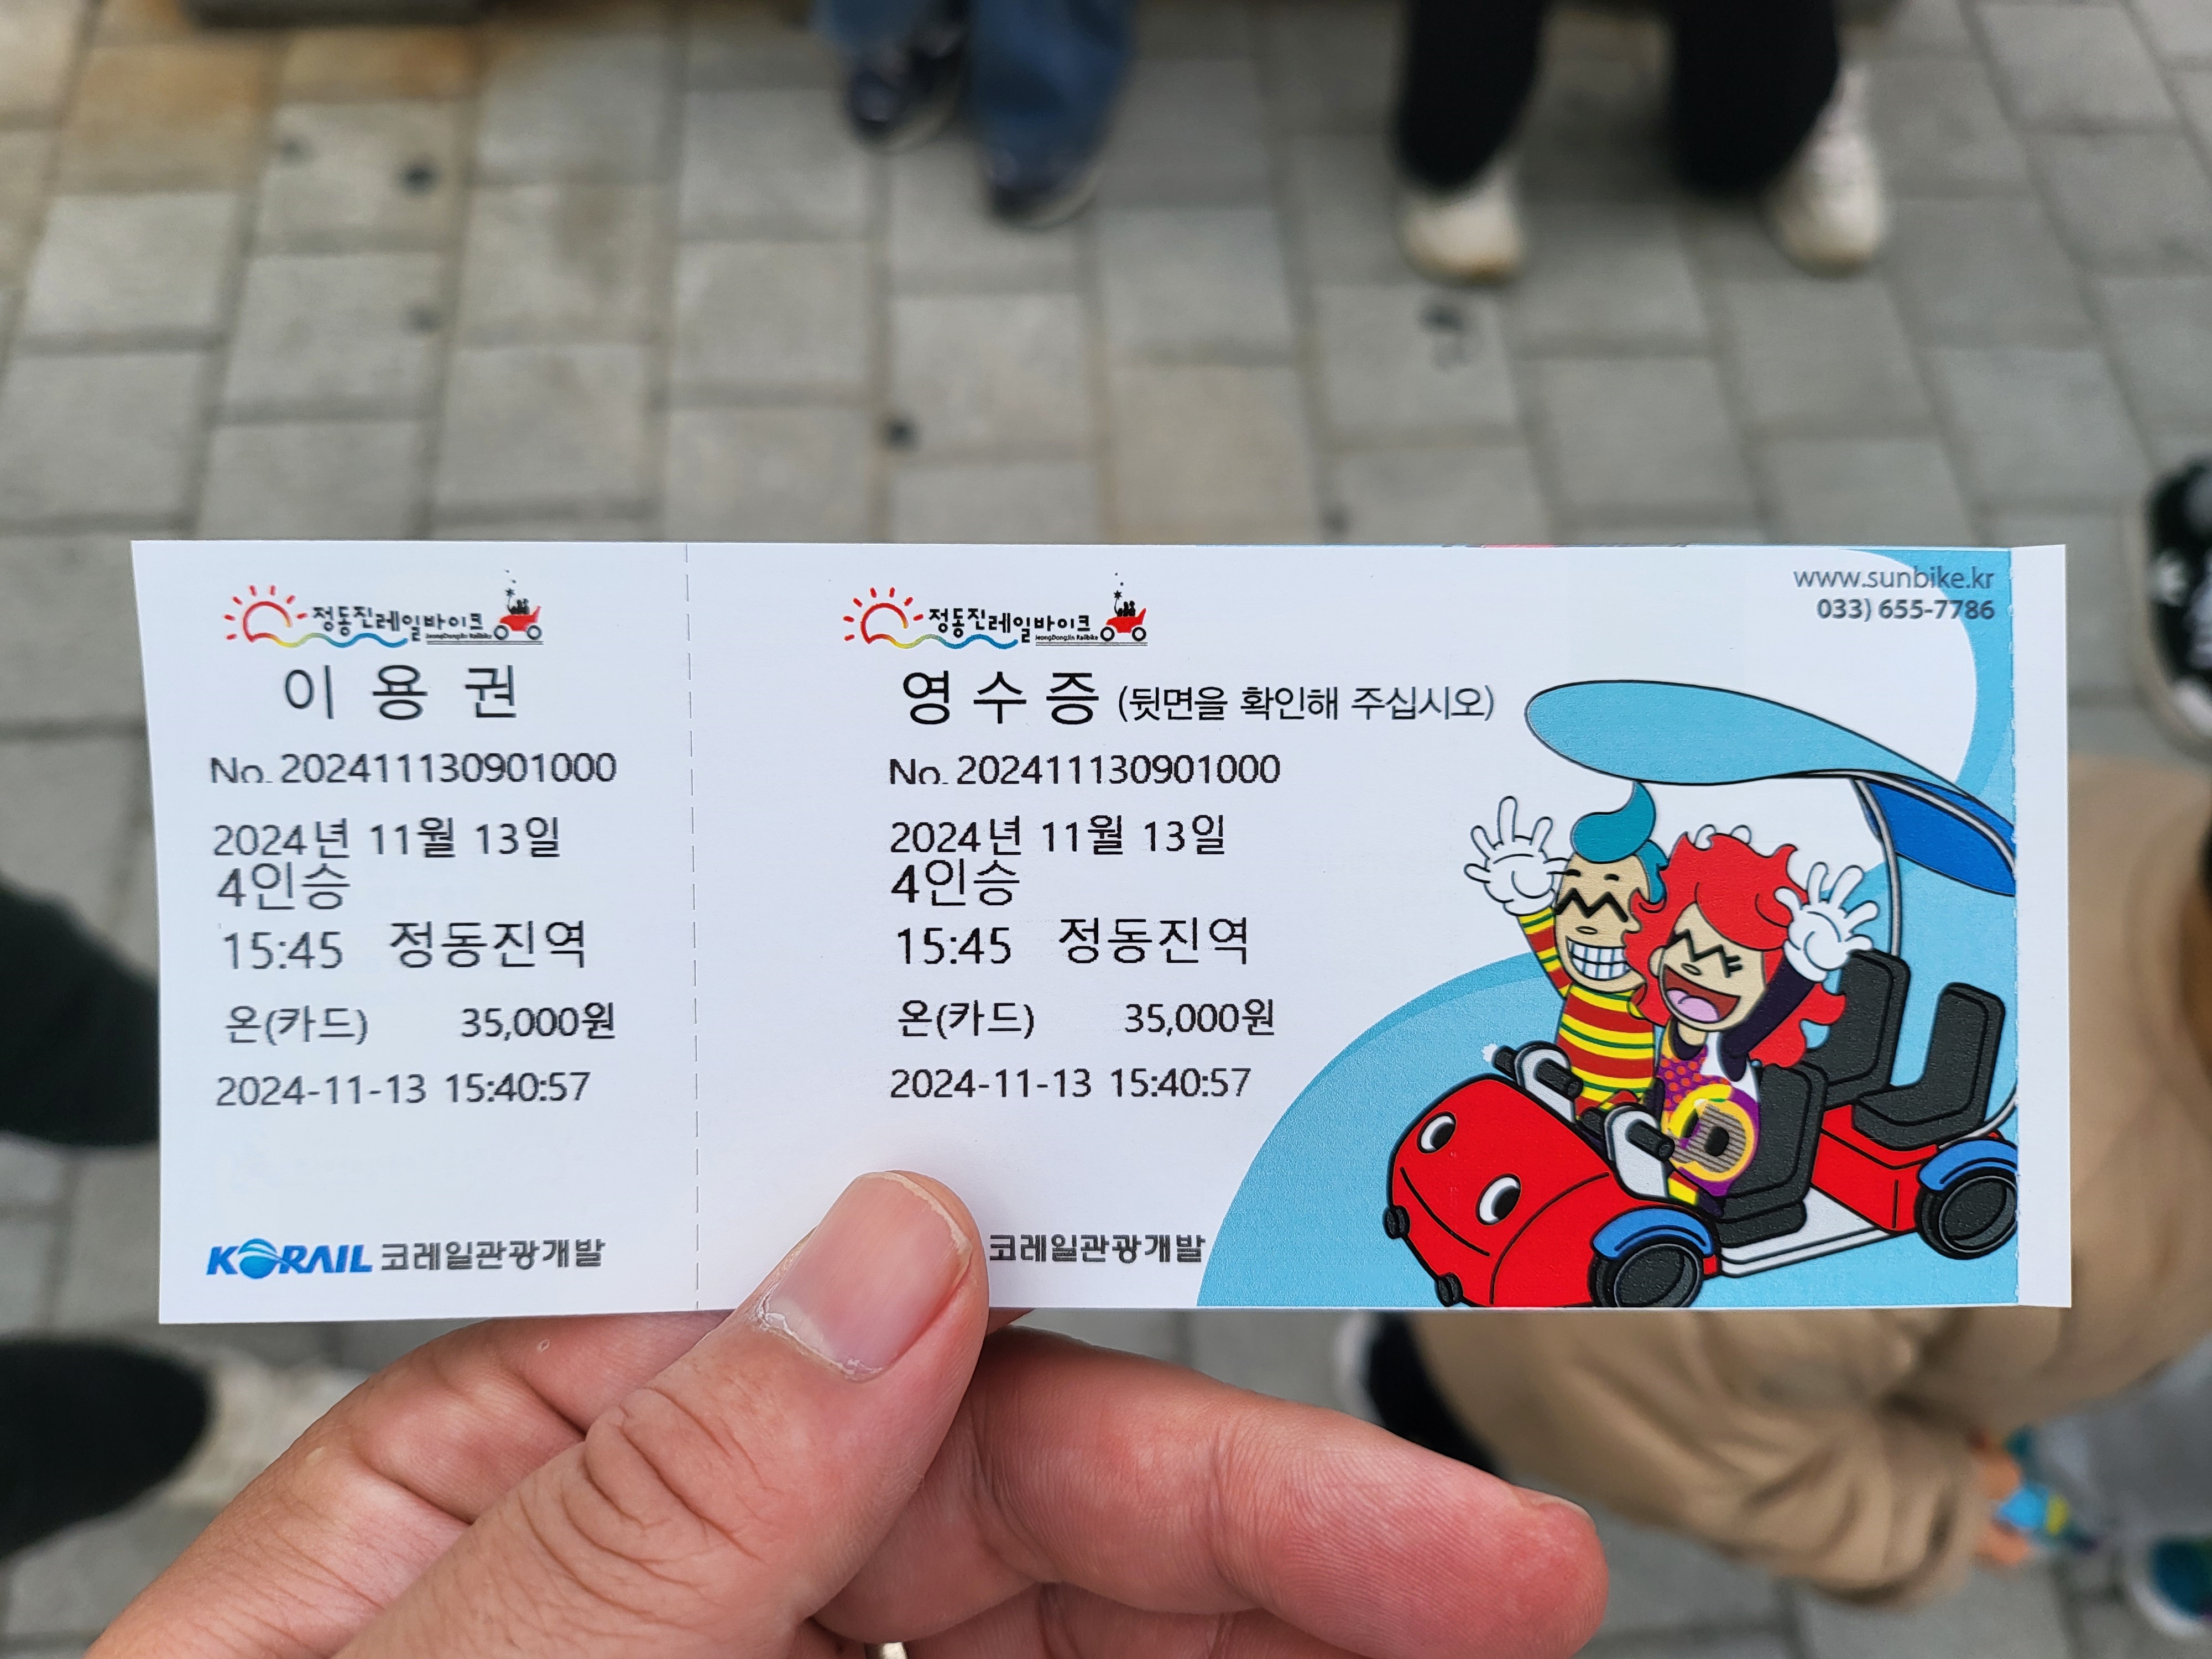 정동진레일바이크
JeongDongJin Railbike
이 용 권
No. 202411130901000
2024년 11월 13일
4인승
15:45 정동진역
온(카드) 35,000원
2024-11-13 15:40:57
KORAIL 코레일관광개발
정동진레일바이크
JeongDongJin Railbike
영 수 증 (뒷면을 확인해 주십시오)
No. 202411130901000
2024년 11월 13일
4인승
15:45 정동진역
온(카드) 35,000원
2024-11-13 15:40:57
코레일관광개발
www.sunbike.kr
033) 655-7786